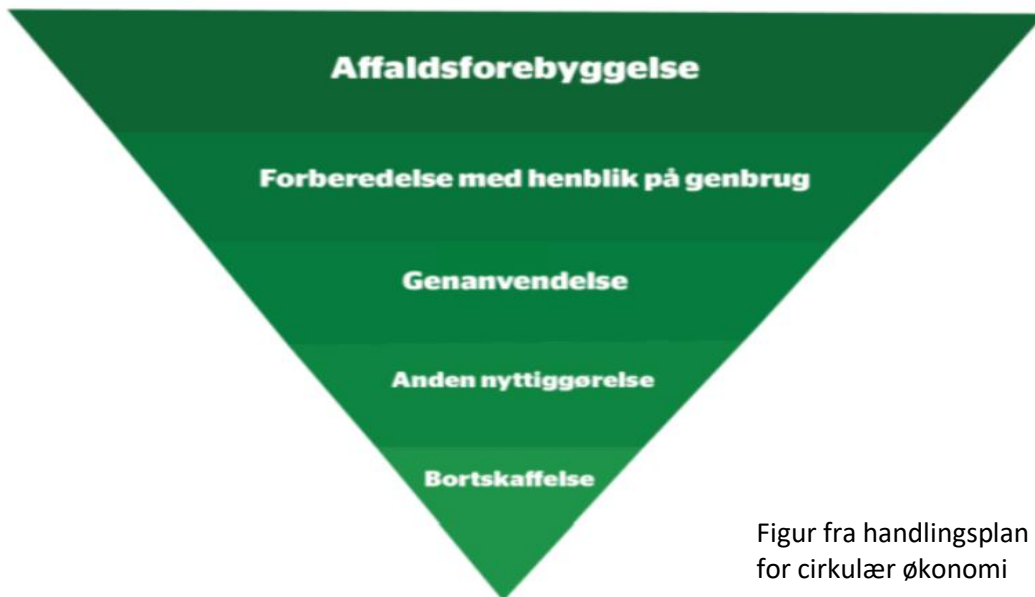 Affaldsforebyggelse
Forberedelse med henblik på genbrug
Genanvendelse
Anden nyttiggørelse
Bortskaffelse
Figur fra handlingsplan
for cirkulær økonomi